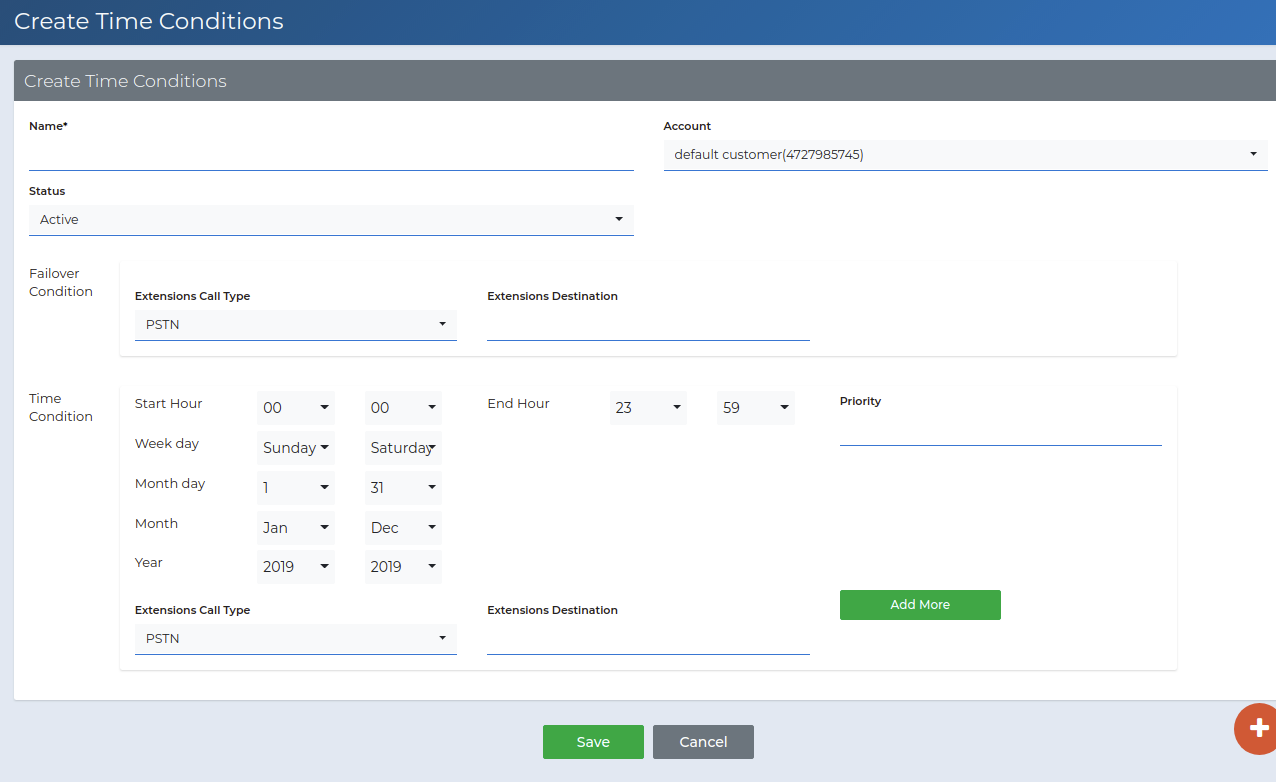 Create Time Conditions
Create Time Conditions
Name*
Account
default customer(4727985745)
Status
Active
Failover
Condition
Extensions Call Type
Extensions Destination
PSTN
Time
Condition
Start Hour
00
00
End Hour
23
59
Priority
Week day
Sunday
Saturday
Month day
1
31
Month
Jan
Dec
Year
2019
2019
Extensions Call Type
Extensions Destination
Add More
PSTN
Save
Cancel